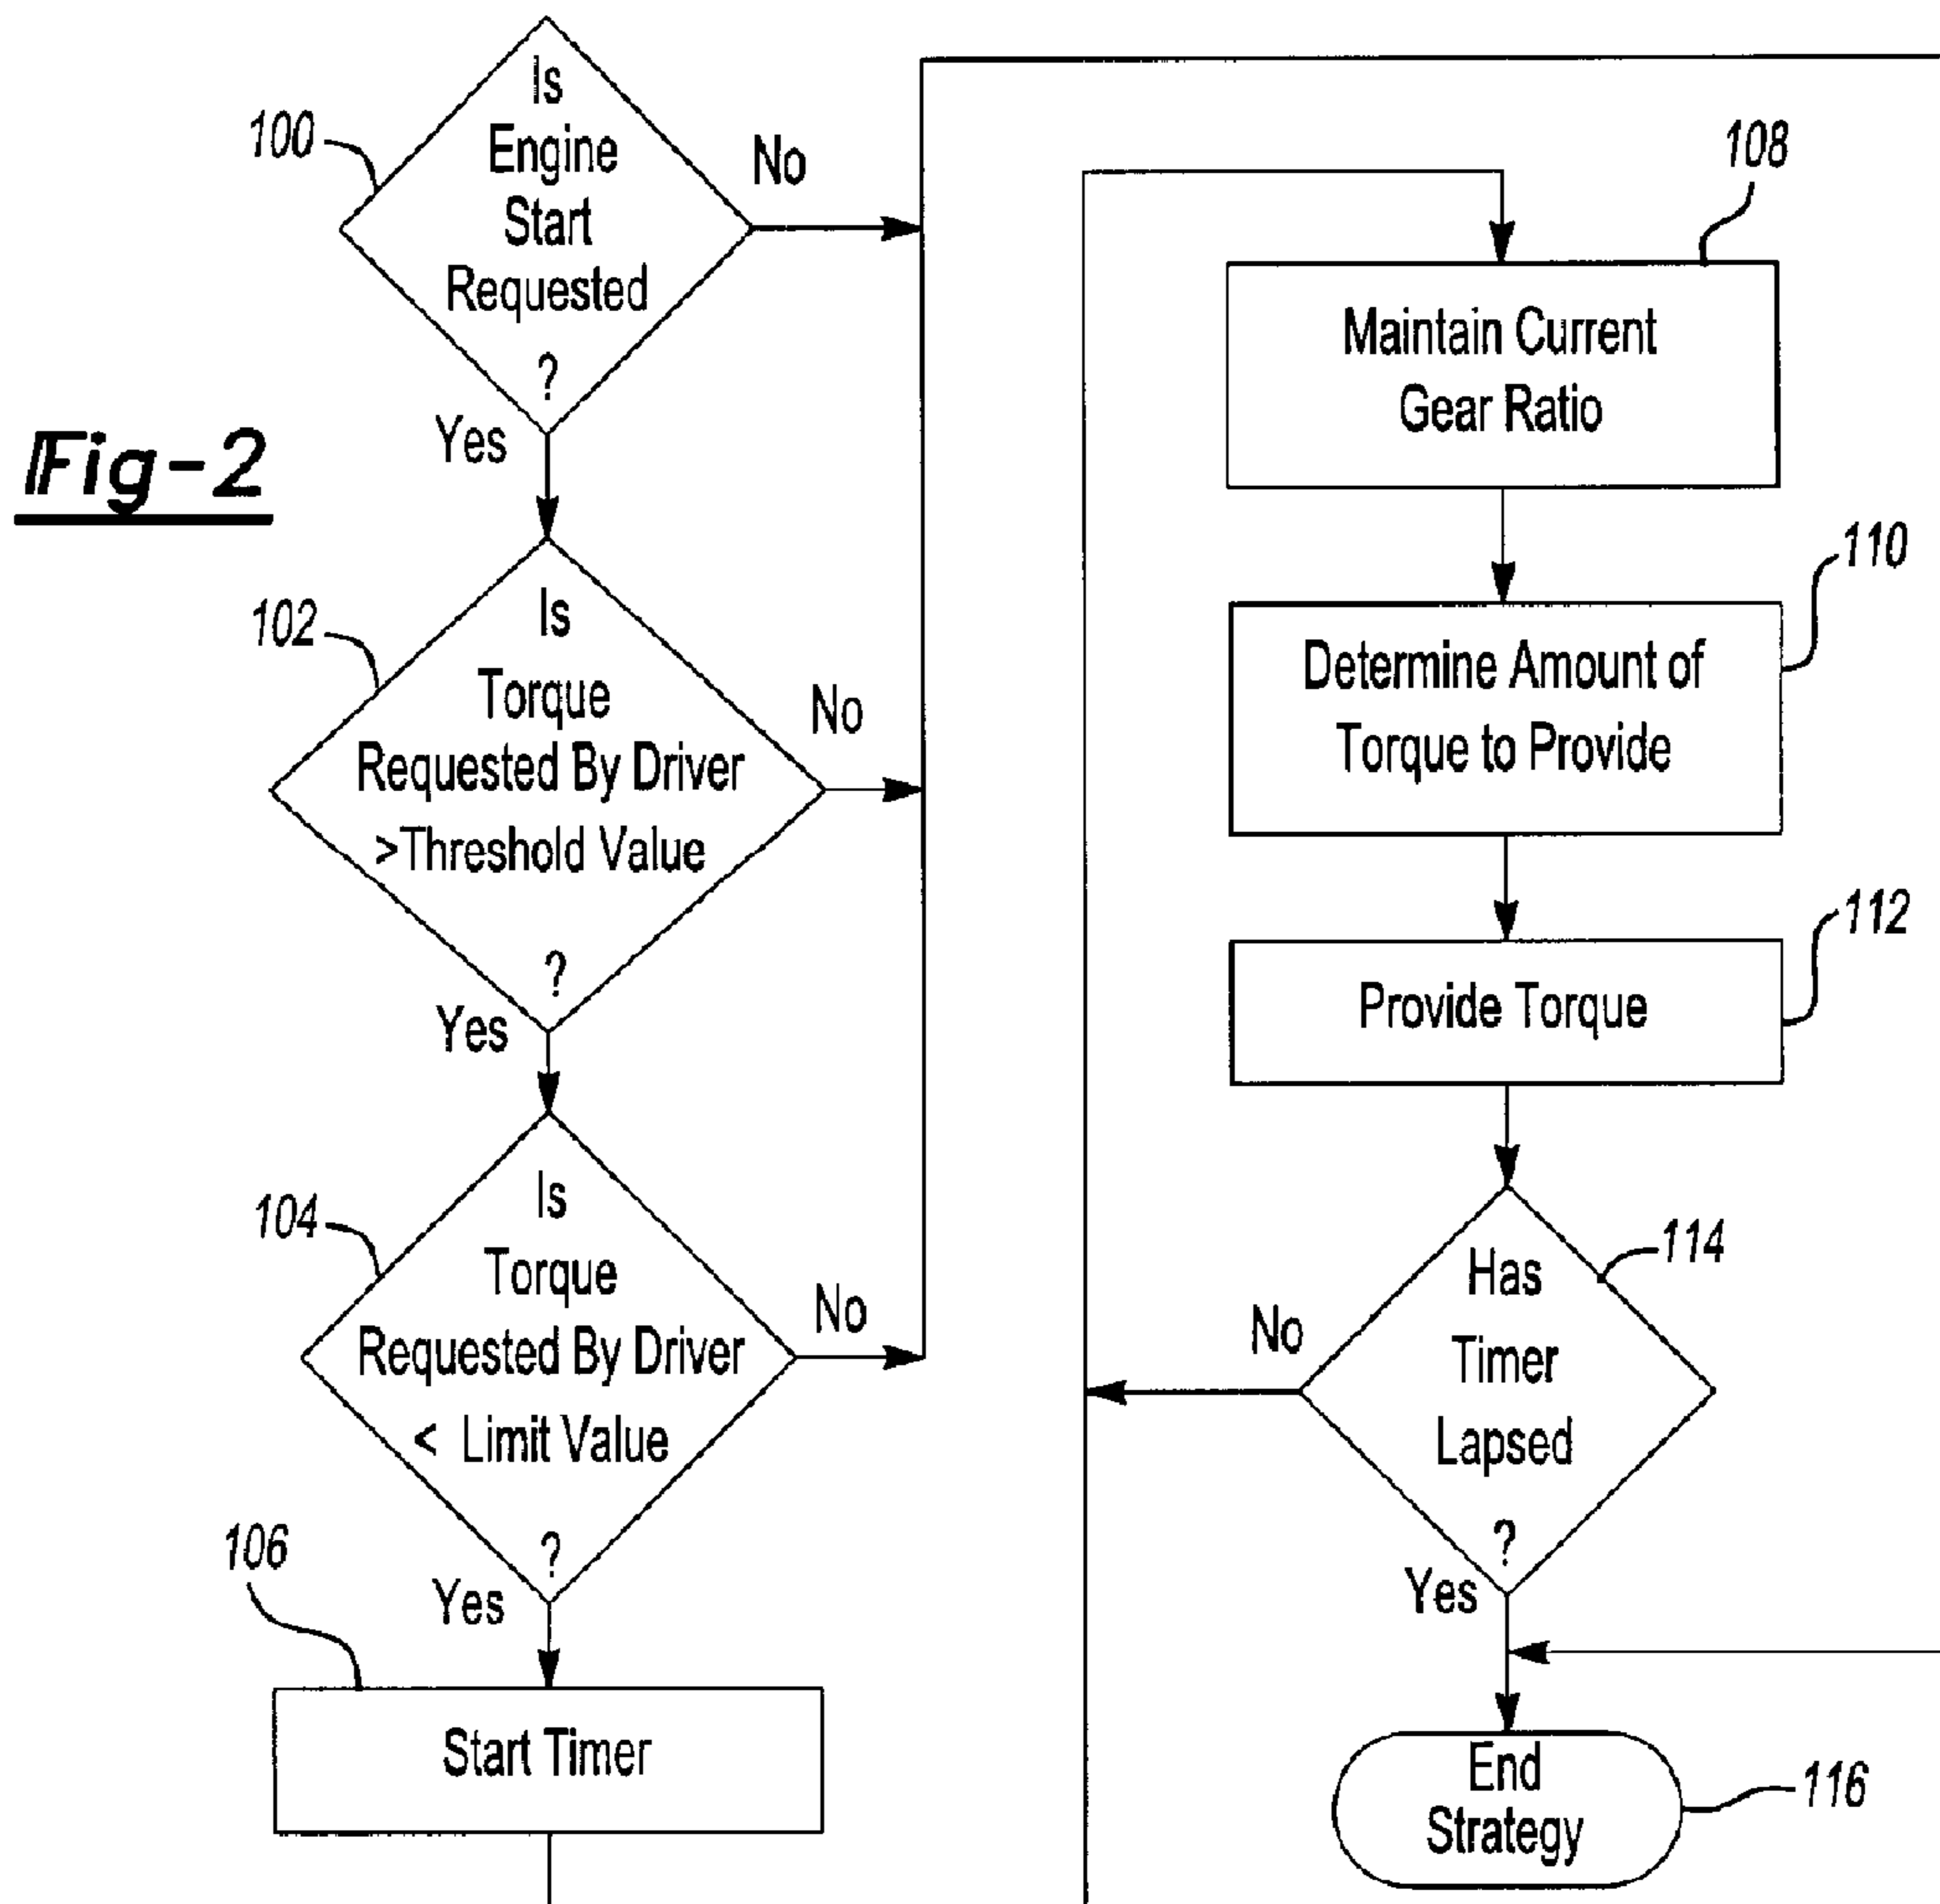 Fig-2
100
Is
Engine
Start
Requested
?
No
Yes
102
Is
Torque
Requested By Driver
>Threshold Value
?
No
Yes
104
Is
Torque
Requested By Driver
< Limit Value
?
No
Yes
106
Start Timer
108
Maintain Current
Gear Ratio
110
Determine Amount of
Torque to Provide
112
Provide Torque
114
Has
Timer
Lapsed
?
No
Yes
End
Strategy
116